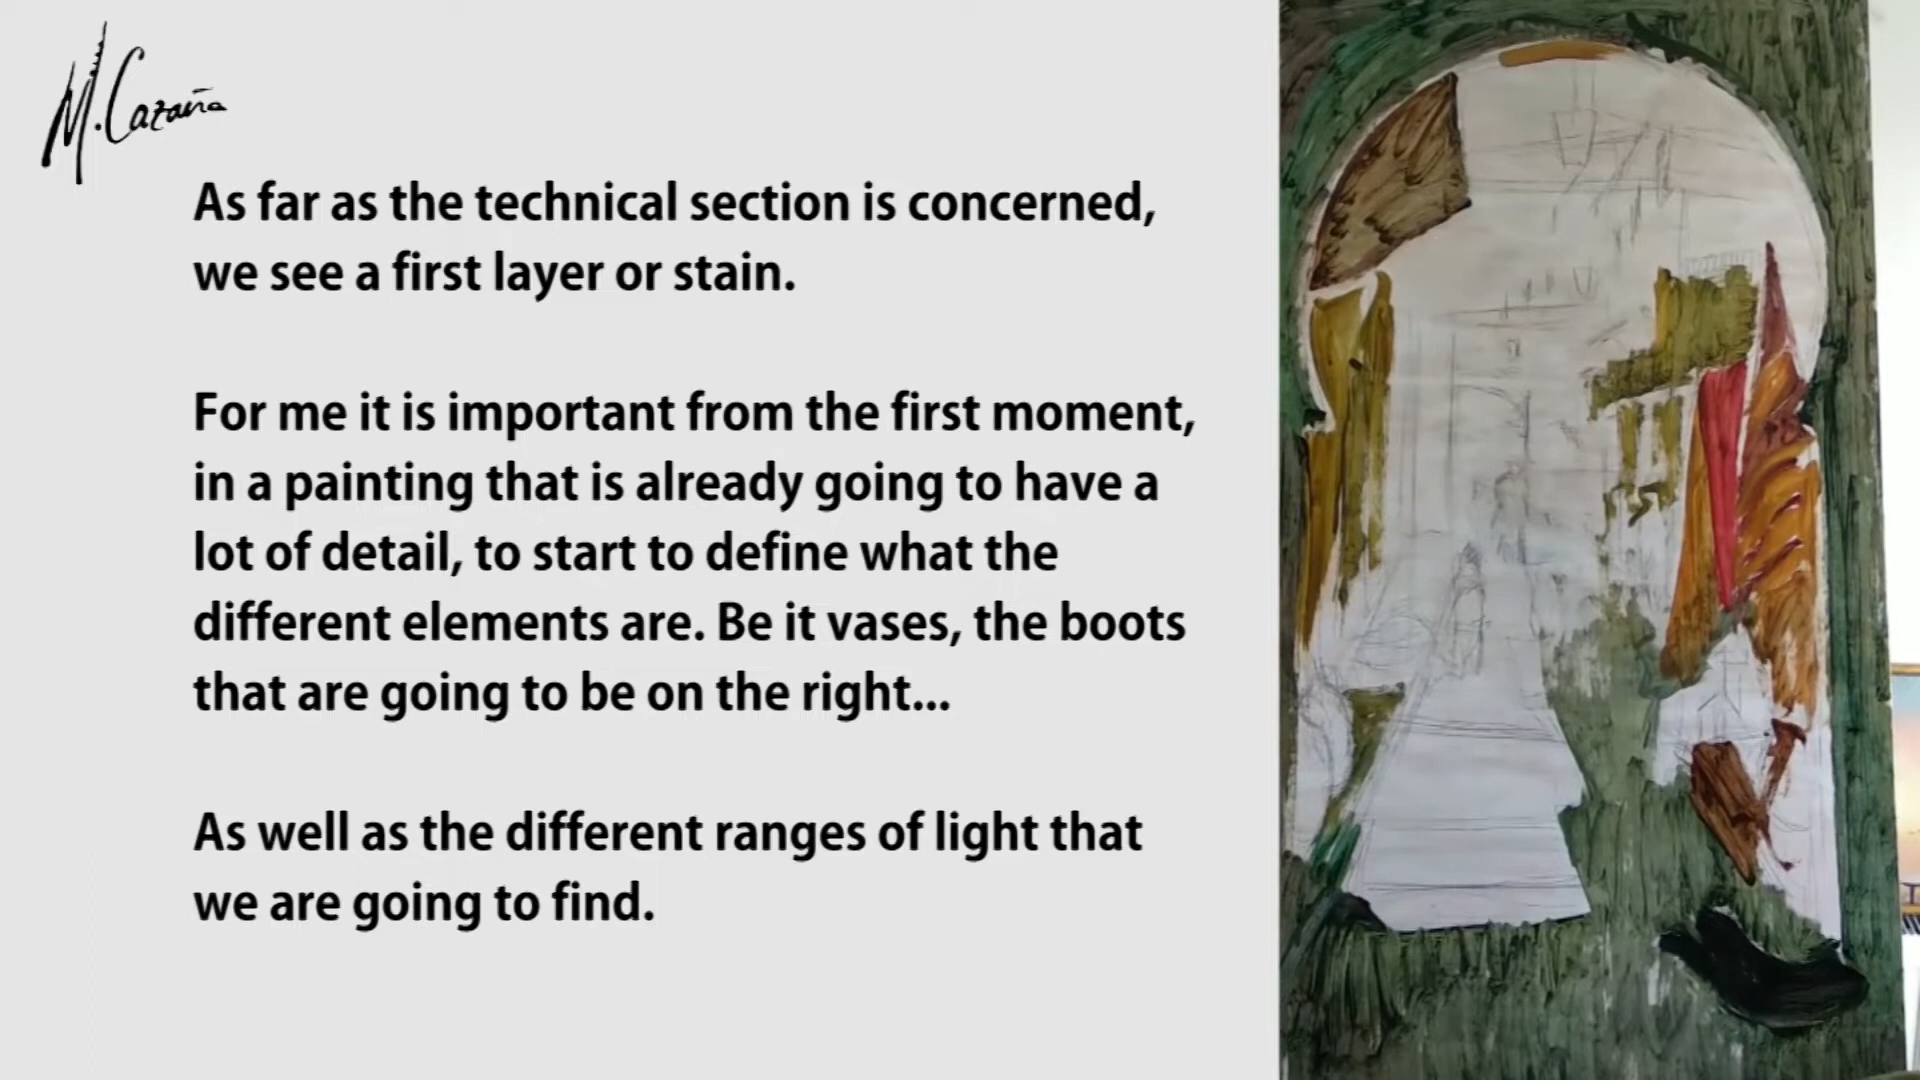 M. Cazaña
As far as the technical section is concerned,
we see a first layer or stain.
For me it is important from the first moment,
in a painting that is already going to have a
lot of detail, to start to define what the
different elements are. Be it vases, the boots
that are going to be on the right...
As well as the different ranges of light that
we are going to find.